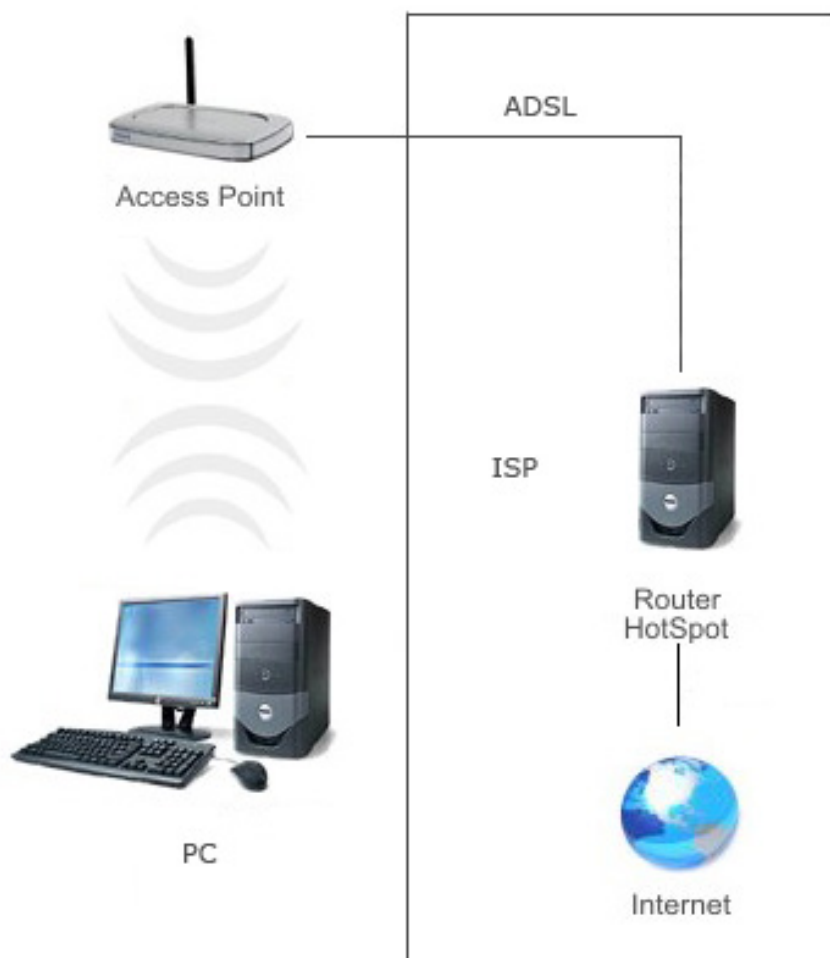 ADSL
Access Point
ISP
Router
HotSpot
PC
Internet